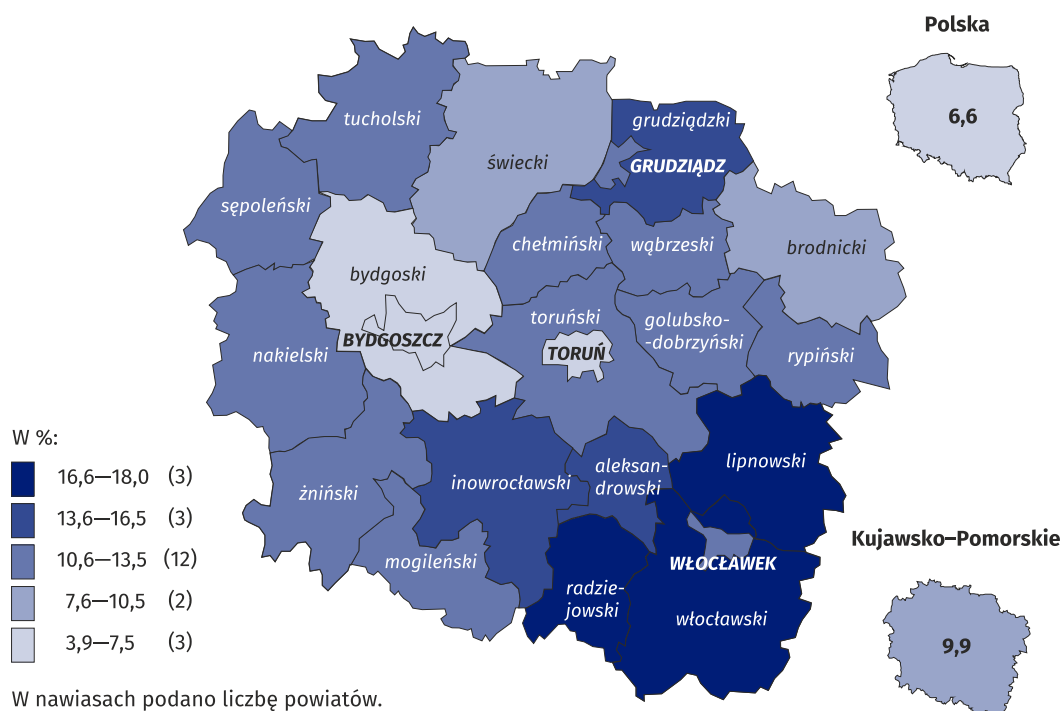 Polska
6,6
tucholski
grudziądzki
świecki
GRUDZIĄDZ
sępoleński
chełmiński
wąbrzeski
brodnicki
bydgoski
toruński
golubsko-
-dobrzyński
BYDGOSZCZ
TORUŃ
nakielski
rypiński
W %:
16,6—18,0 (3)
13,6—16,5 (3)
10,6—13,5 (12)
7,6—10,5 (2)
3,9—7,5 (3)
lipnowski
aleksan-
drowski
inowrocławski
żniński
mogileński
WŁOCŁAWEK
radzie-
jowski
włocławski
Kujawsko–Pomorskie
9,9
W nawiasach podano liczbę powiatów.